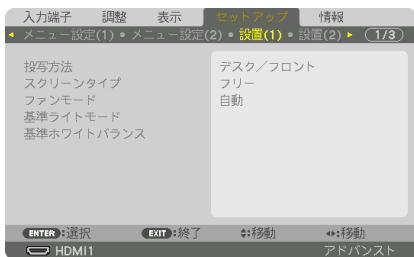 入力端子 調整 表示 セットアップ 情報
メニュー設定(1) ● メニュー設定(2) ● 設置(1) ● 設置(2) ▶ (1/3)
投写方法 デスク／フロント
スクリーンタイプ フリー
ファンモード 自動
基準ライトモード
基準ホワイトバランス
ENTER:選択 EXIT:終了 :移動 :移動
HDMI1 アドバンスト